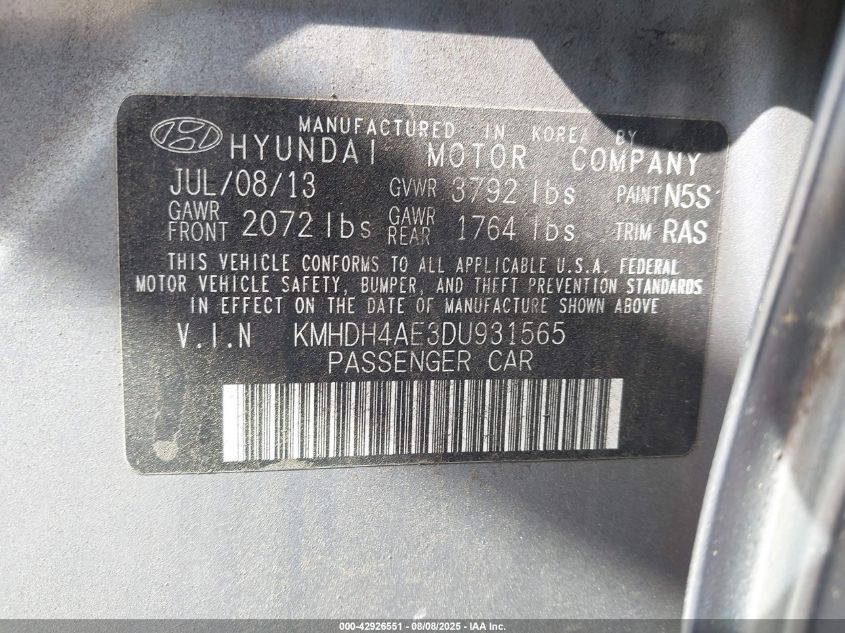 MANUFACTURED IN KOREA BY
HYUNDAI MOTOR COMPANY
JUL/08/13 GVWR 3792 lbs PAINT N5S
GAWR FRONT 2072 lbs GAWR REAR 1764 lbs TRIM RAS
THIS VEHICLE CONFORMS TO ALL APPLICABLE U.S.A. FEDERAL
MOTOR VEHICLE SAFETY, BUMPER, AND THEFT PREVENTION STANDARDS
IN EFFECT ON THE DATE OF MANUFACTURE SHOWN ABOVE
V.I.N KMHDH4AE3DU931565
PASSENGER CAR
000-42926551 - 08/08/2025 - IAA Inc.